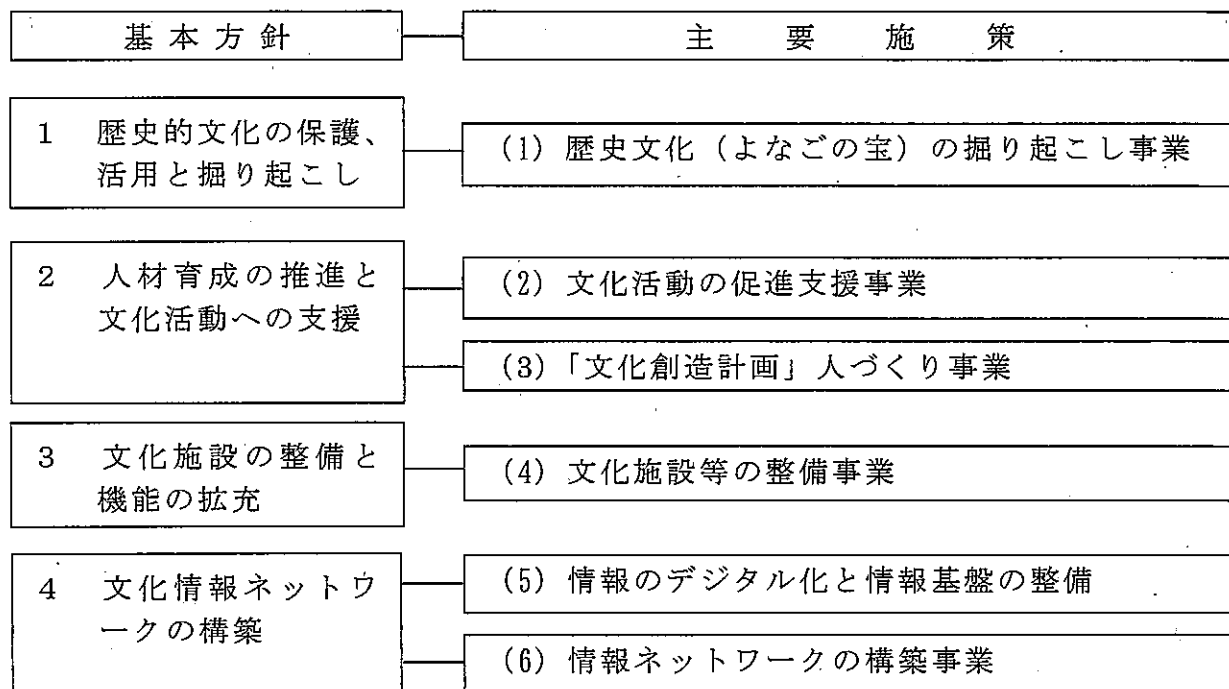 基本方針
主要施策
1 歴史的文化の保護、
活用と掘り起こし
(1) 歴史文化（よなごの宝）の掘り起こし事業
2 人材育成の推進と
文化活動への支援
(2) 文化活動の促進支援事業
(3)「文化創造計画」人づくり事業
3 文化施設の整備と
機能の拡充
(4) 文化施設等の整備事業
4 文化情報ネットワ
ークの構築
(5) 情報のデジタル化と情報基盤の整備
(6) 情報ネットワークの構築事業